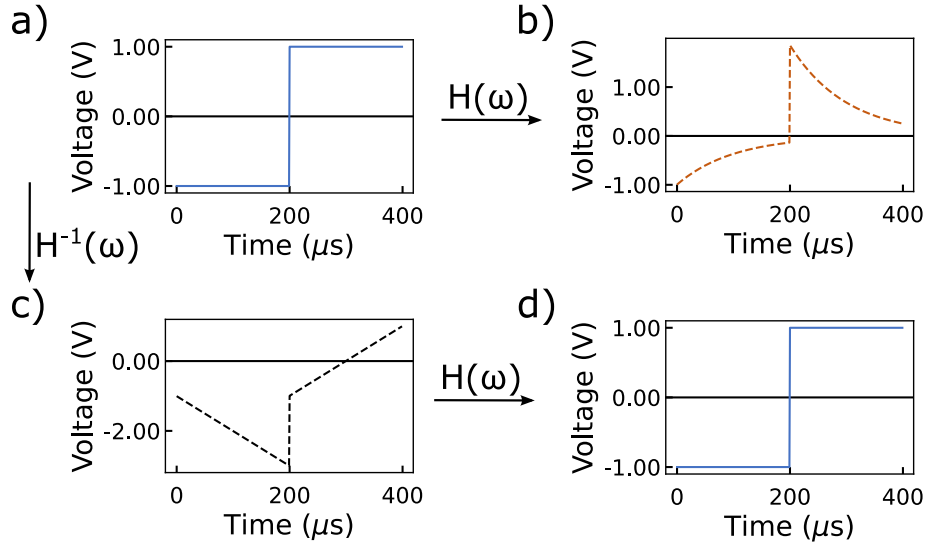 a)
Voltage (V)
1.00
0.00
-1.00
0
200
400
Time (μs)
H(ω)
b)
Voltage (V)
1.00
0.00
-1.00
0
200
400
Time (μs)
H⁻¹(ω)
c)
Voltage (V)
0.00
-2.00
0
200
400
Time (μs)
H(ω)
d)
Voltage (V)
1.00
0.00
-1.00
0
200
400
Time (μs)